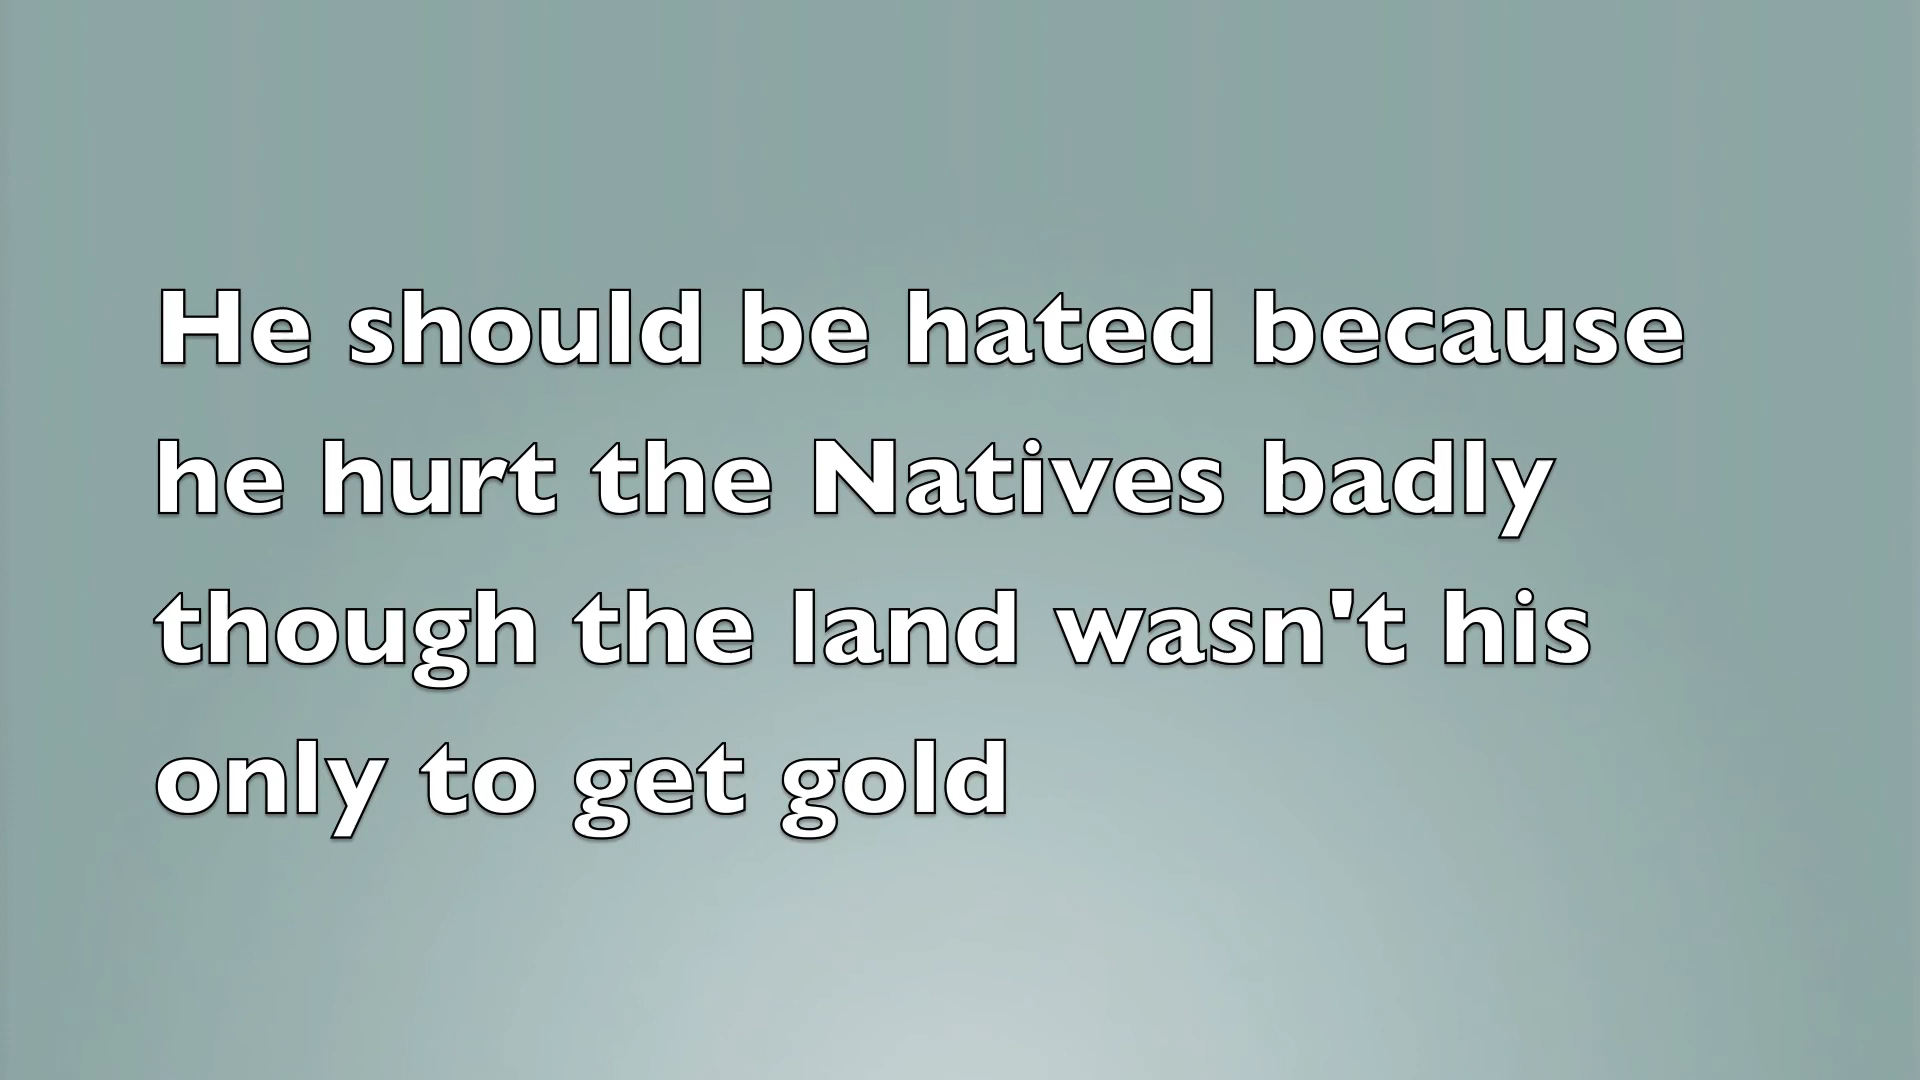 He should be hated because
he hurt the Natives badly
though the land wasn't his
only to get gold